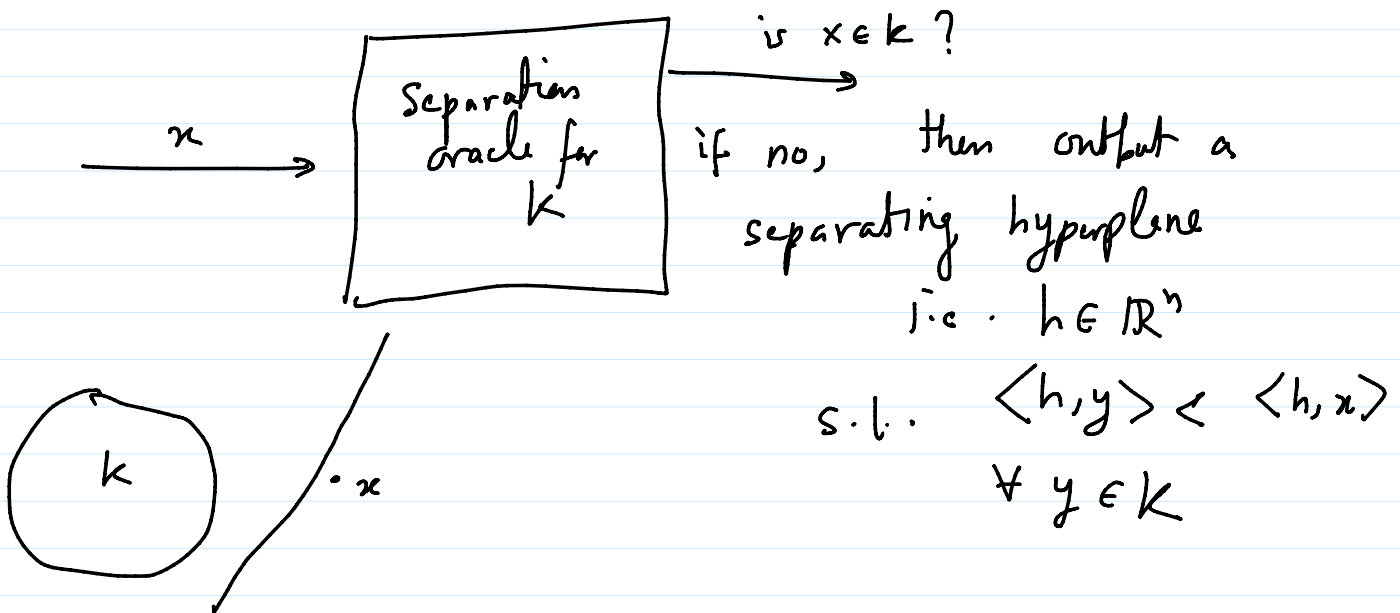 x
Separation
oracle for
K
is x ∈ K ?
if no, then output a
separating hyperplane
i.e. h ∈ ℝⁿ
s.t. <h,y> < <h,x>
∀ y ∈ K
K
x